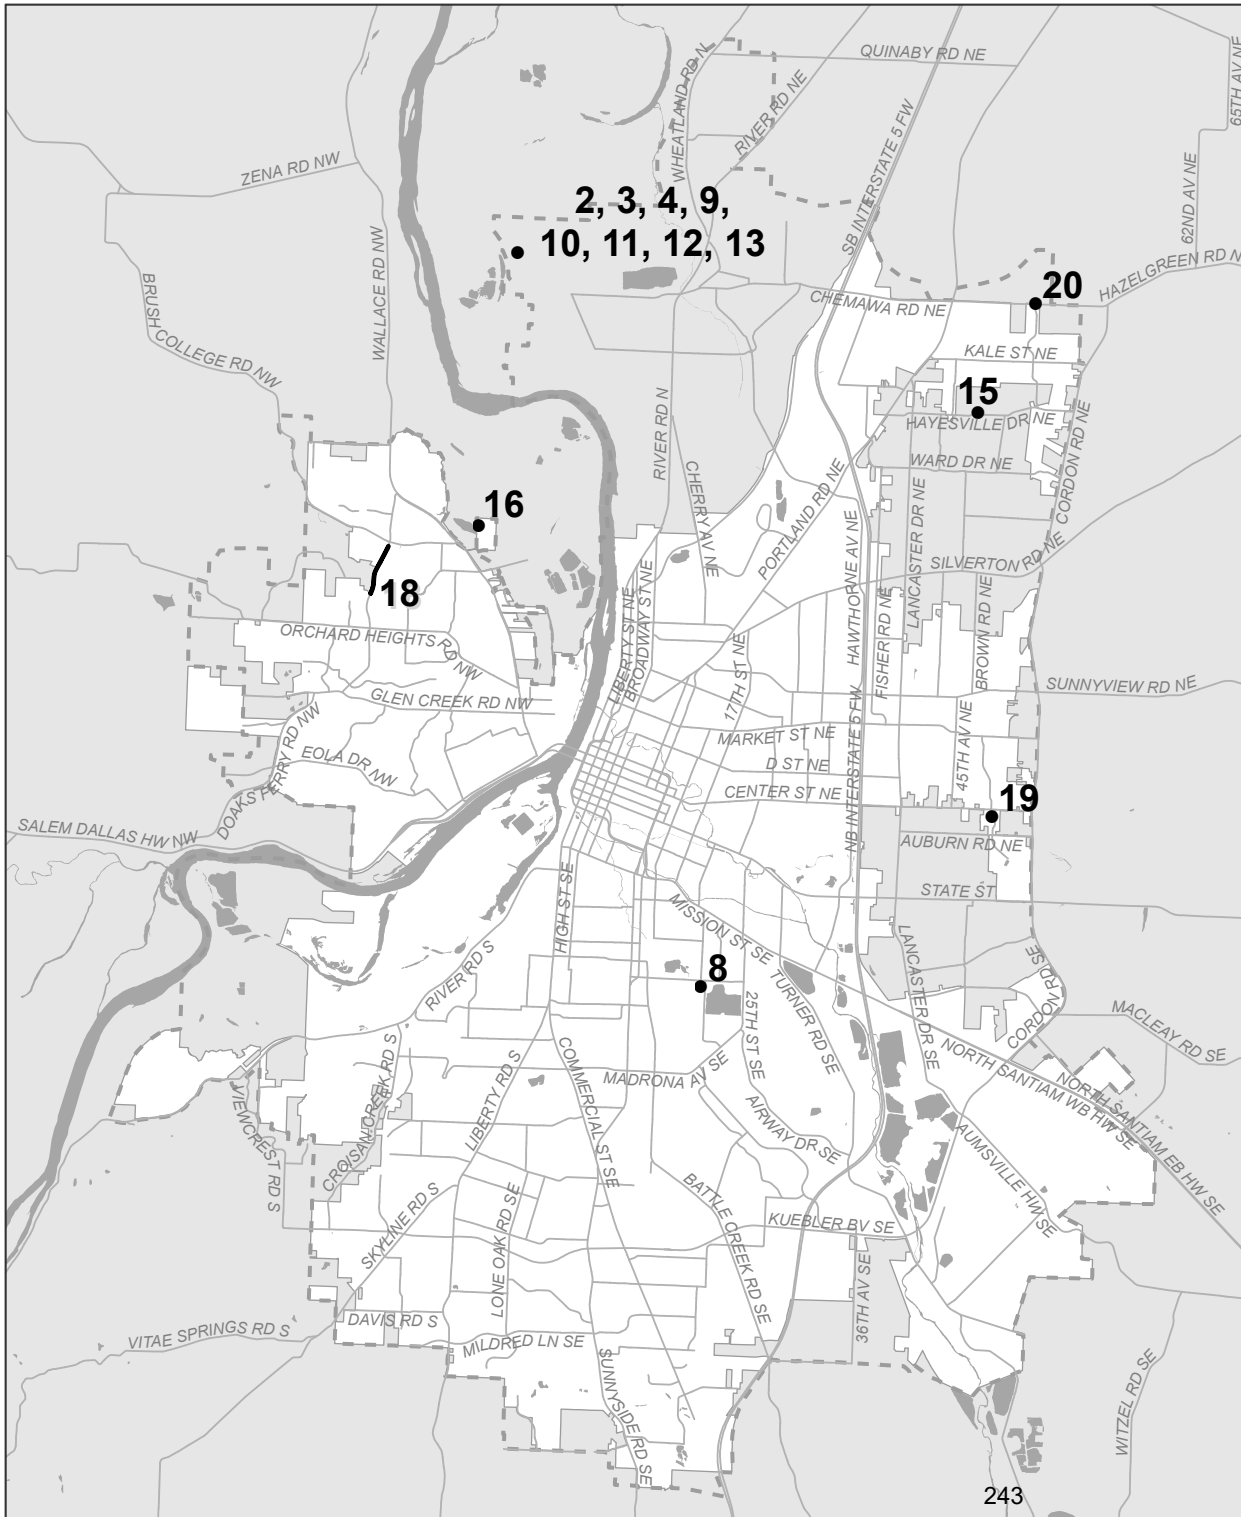 QUINABY RD NE
65TH AV NE
WHEATLAND RD N
RIVER RD NE
SB INTERSTATE 5 FW
ZENA RD NW
62ND AV NE
2, 3, 4, 9,
10, 11, 12, 13
WALLACE RD NW
BRUSH COLLEGE RD NW
HAZELGREEN RD N
20
CHEMAWA RD NE
KALE ST NE
15
HAYESVILLE DR NE
RIVER RD N
CHERRY AV NE
PORTLAND RD NE
WARD DR NE
CORDON RD NE
LANCASTER DR NE
HAWTHORNE AV NE
16
SILVERTON RD NE
18
LIBERTY ST NE
BROADWAY ST NE
FISHER RD NE
BROWN RD NE
ORCHARD HEIGHTS RD NW
17TH ST NE
SUNNYVIEW RD NE
GLEN CREEK RD NW
DOAKS FERRY RD NW
EOLA DR NW
MARKET ST NE
D ST NE
CENTER ST NE
45TH AV NE
NB INTERSTATE 5 FW
19
SALEM DALLAS HW NW
AUBURN RD NE
STATE ST
HIGH ST SE
MISSION ST SE
RIVER RD S
8
25TH ST SE
TURNER RD SE
LANCASTER DR SE
CORDON RD SE
MACLEAY RD SE
CROISAN CREEK RD S
VIEWCREST RD S
LIBERTY RD S
COMMERCIAL ST SE
MADRONA AV SE
AIRWAY DR SE
NORTH SANTIAM WB HW SE
NORTH SANTIAM EB HW SE
AUMSVILLE HW SE
SKYLINE RD S
LONE OAK RD SE
BATTLE CREEK RD SE
KUEBLER BV SE
36TH AV SE
DAVIS RD S
VITAE SPRINGS RD S
MILDRED LN SE
SUNNYSIDE RD SE
WITZEL RD SE
243